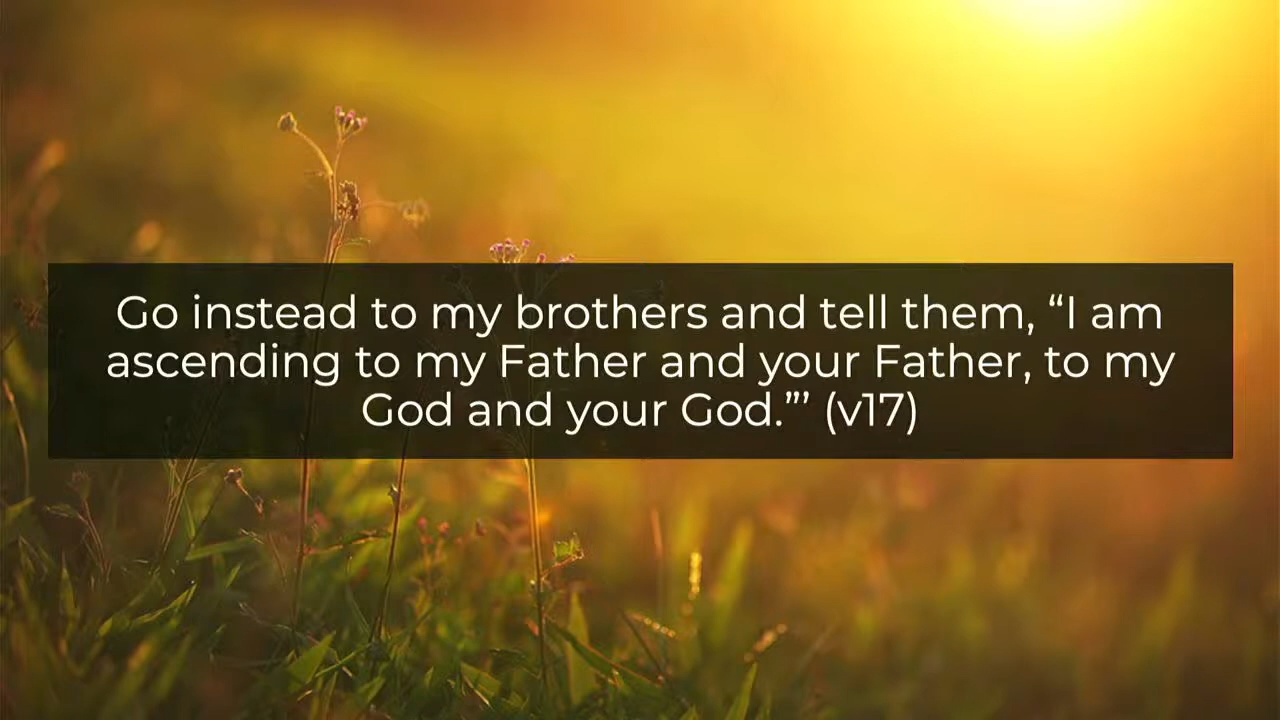 Go instead to my brothers and tell them, “I am
ascending to my Father and your Father, to my
God and your God.”’ (v17)